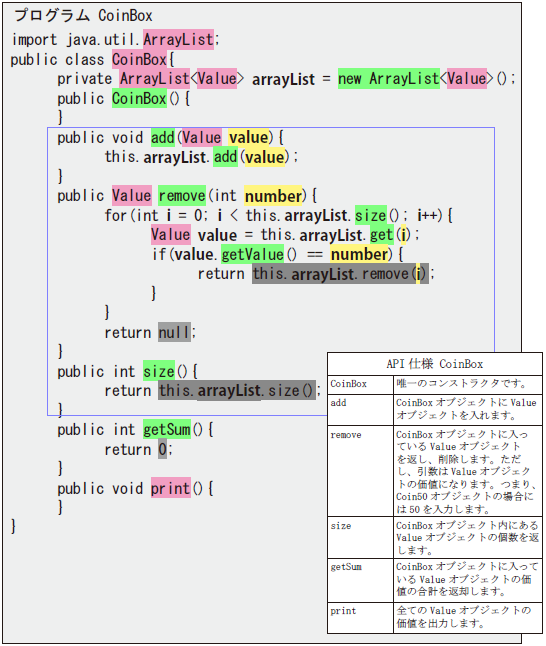 プログラム CoinBox
import java.util.ArrayList;
public class CoinBox{
private ArrayList<Value> arrayList = new ArrayList<Value>();
public CoinBox(){
}
public void add(Value value){
this.arrayList.add(value);
}
public Value remove(int number){
for(int i = 0; i < this.arrayList.size(); i++){
Value value = this.arrayList.get(i);
if(value.getValue() == number){
return this.arrayList.remove(i);
}
}
return null;
}
public int size(){
return this.arrayList.size();
}
public int getSum(){
return 0;
}
public void print(){
}
}
API 仕様 CoinBox
CoinBox 唯一のコンストラクタです。
add CoinBox オブジェクトに Value
オブジェクトを入れます。
remove CoinBox オブジェクトに入っ
ている Value オブジェクト
を返し、削除します。ただ
し、引数は Value オブジェク
トの価値になります。つまり、
Coin50 オブジェクトの場合に
は 50 を入力します。
size CoinBox オブジェクト内にある
Value オブジェクトの個数を返
します。
getSum CoinBox オブジェクトに入って
いる Value オブジェクトの価
値の合計を返却します。
print 全ての Value オブジェクトの
価値を出力します。